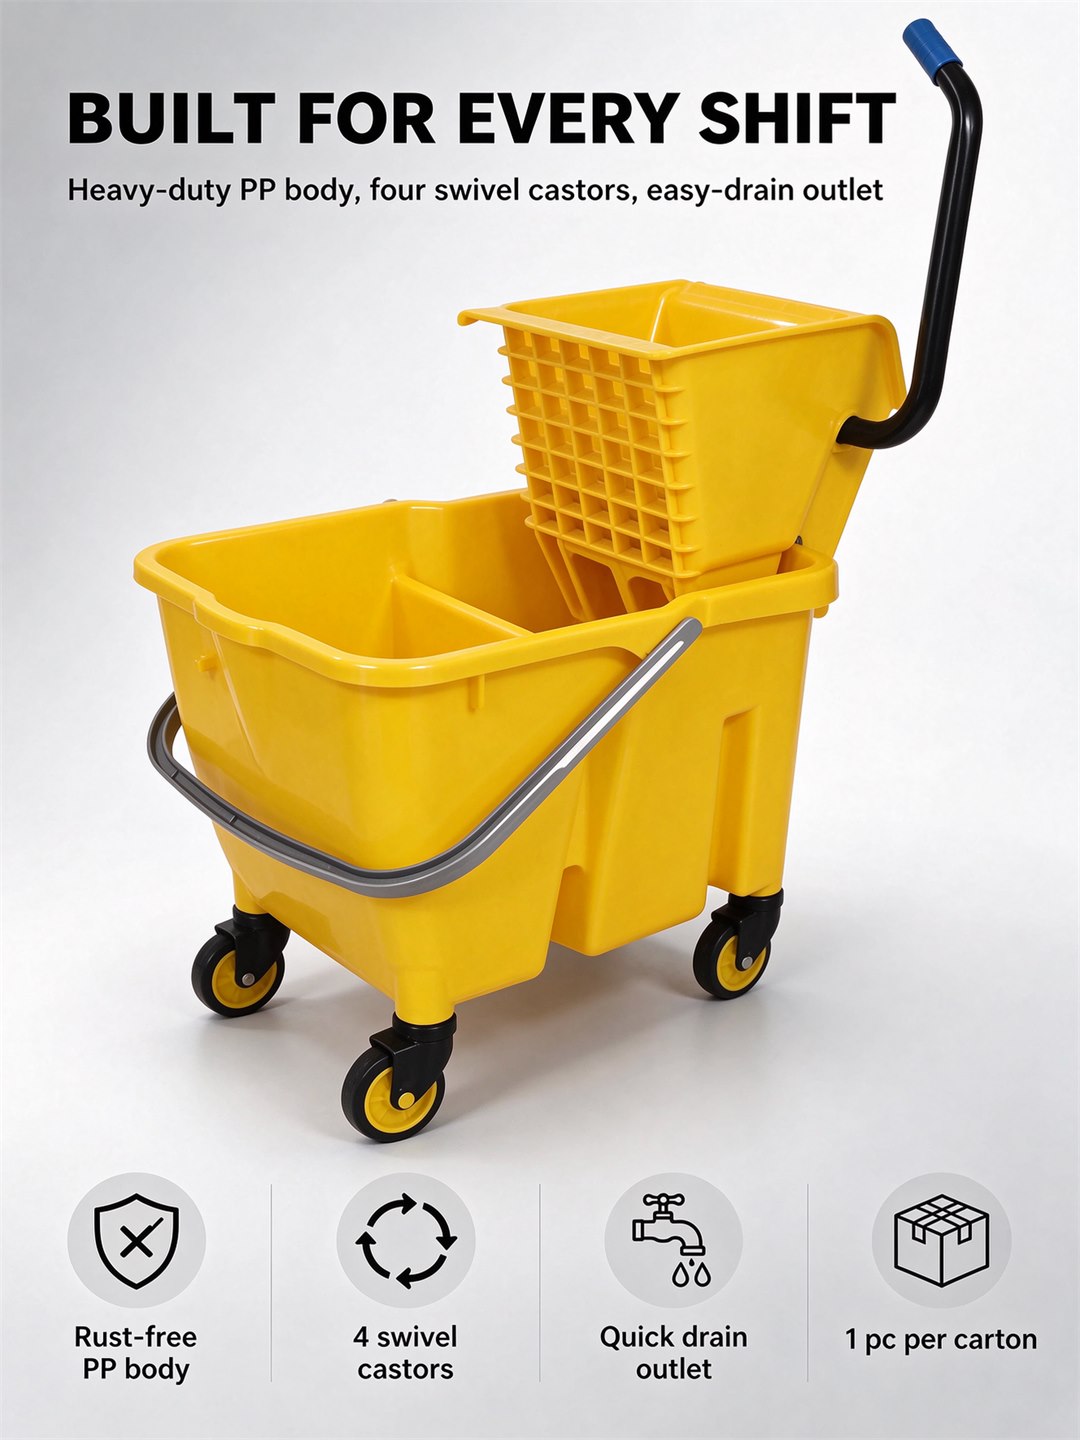 BUILT FOR EVERY SHIFT
Heavy-duty PP body, four swivel castors, easy-drain outlet
Rust-free
PP body
4 swivel
castors
Quick drain
outlet
1 pc per carton